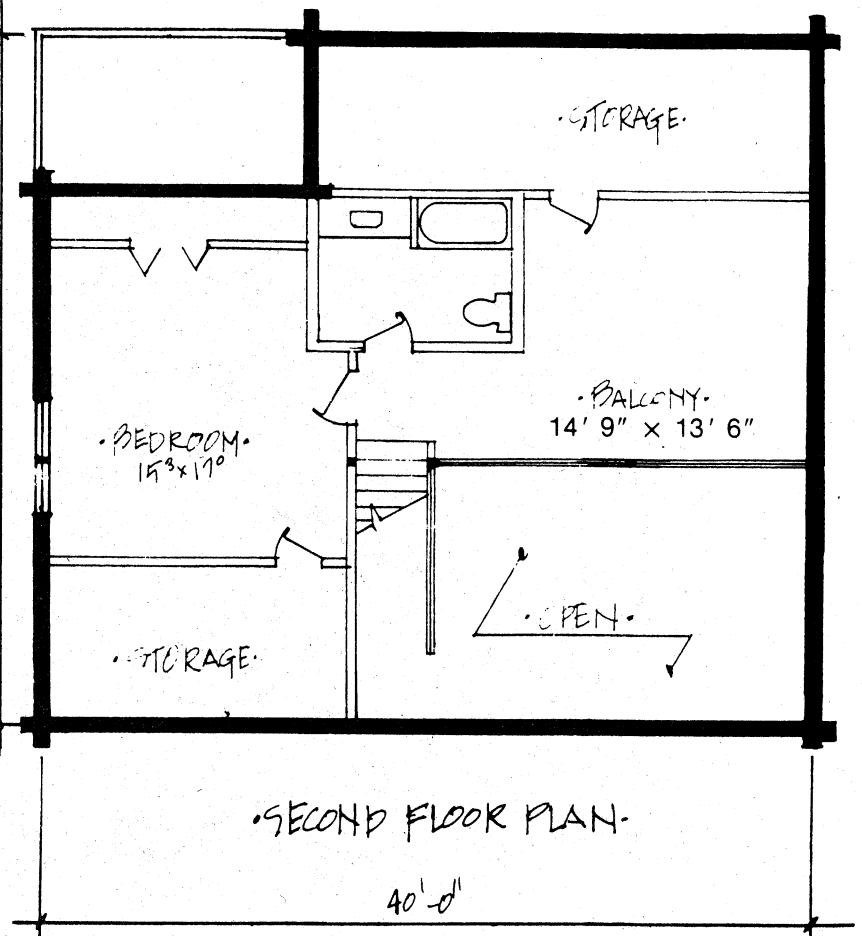 ·STORAGE·
·BALCONY·
14' 9" x 13' 6"
·BEDROOM·
15³x17⁰
·OPEN·
·STORAGE·
·SECOND FLOOR PLAN·
40'-0"